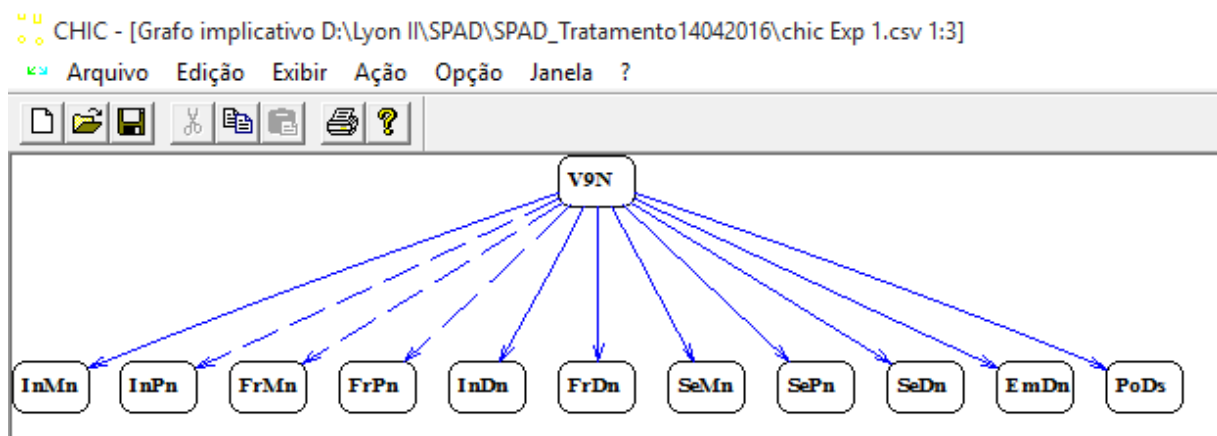 CHIC - [Grafo implicativo D:\Lyon II\SPAD\SPAD_Tratamento14042016\chic Exp 1.csv 1:3]
Arquivo Edição Exibir Ação Opção Janela ?
V9N
InMn InPn FrMn FrPn InDn FrDn SeMn SePn SeDn EmDn PoDs